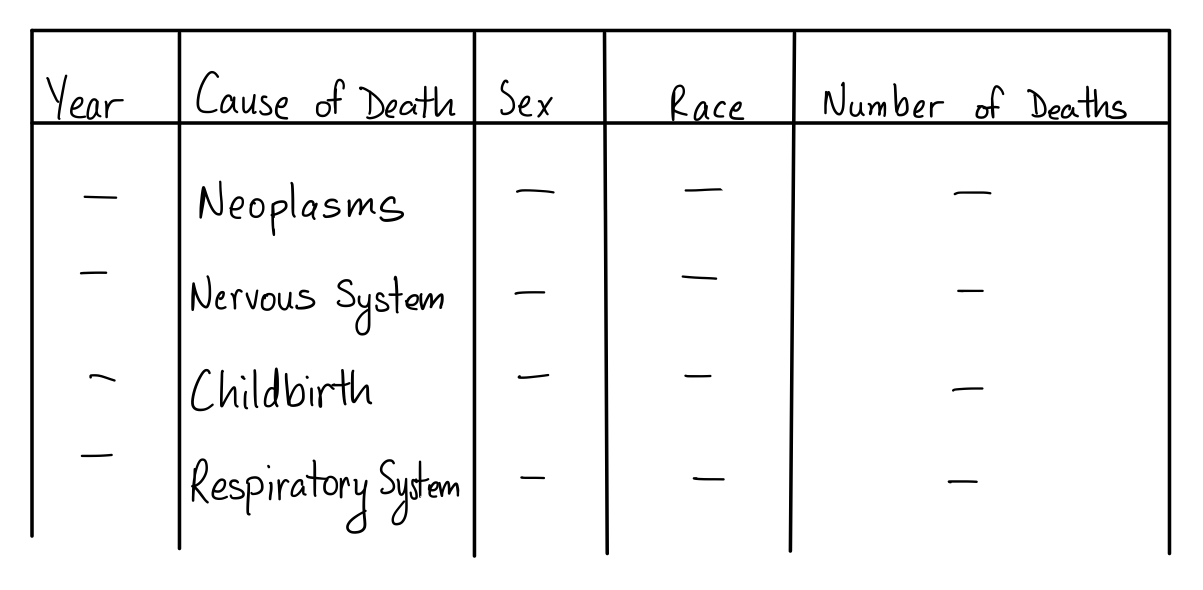 Year Cause of Death Sex Race Number of Deaths
— Neoplasms — — —
— Nervous System — — —
— Childbirth — — —
— Respiratory System — — —